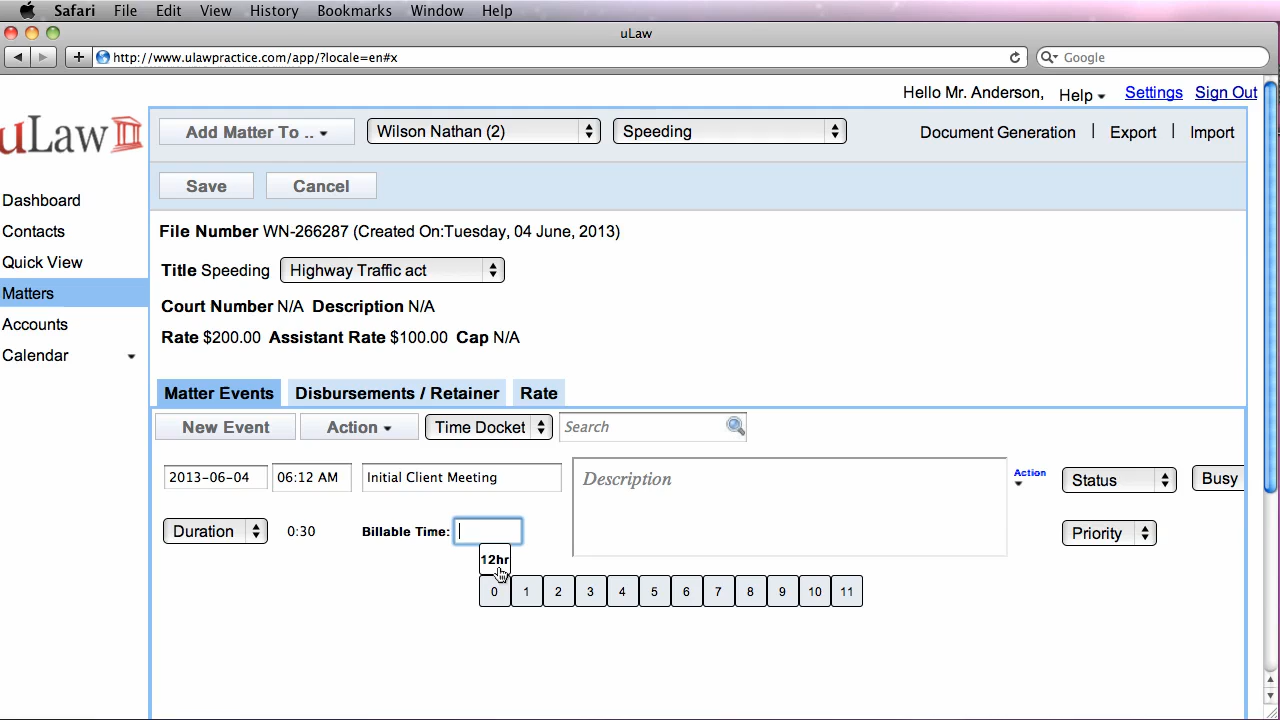 Safari File Edit View History Bookmarks Window Help
uLaw
http://www.ulawpractice.com/app/?locale=en#x
Google
Hello Mr. Anderson, Help Settings Sign Out
uLaw
Add Matter To .. Wilson Nathan (2) Speeding Document Generation | Export | Import
Save Cancel
Dashboard
Contacts
Quick View
Matters
Accounts
Calendar
File Number WN-266287 (Created On:Tuesday, 04 June, 2013)
Title Speeding Highway Traffic act
Court Number N/A Description N/A
Rate $200.00 Assistant Rate $100.00 Cap N/A
Matter Events Disbursements / Retainer Rate
New Event Action Time Docket Search
2013-06-04 06:12 AM Initial Client Meeting Description Action Status Busy
Duration 0:30 Billable Time: Priority
12hr
0 1 2 3 4 5 6 7 8 9 10 11